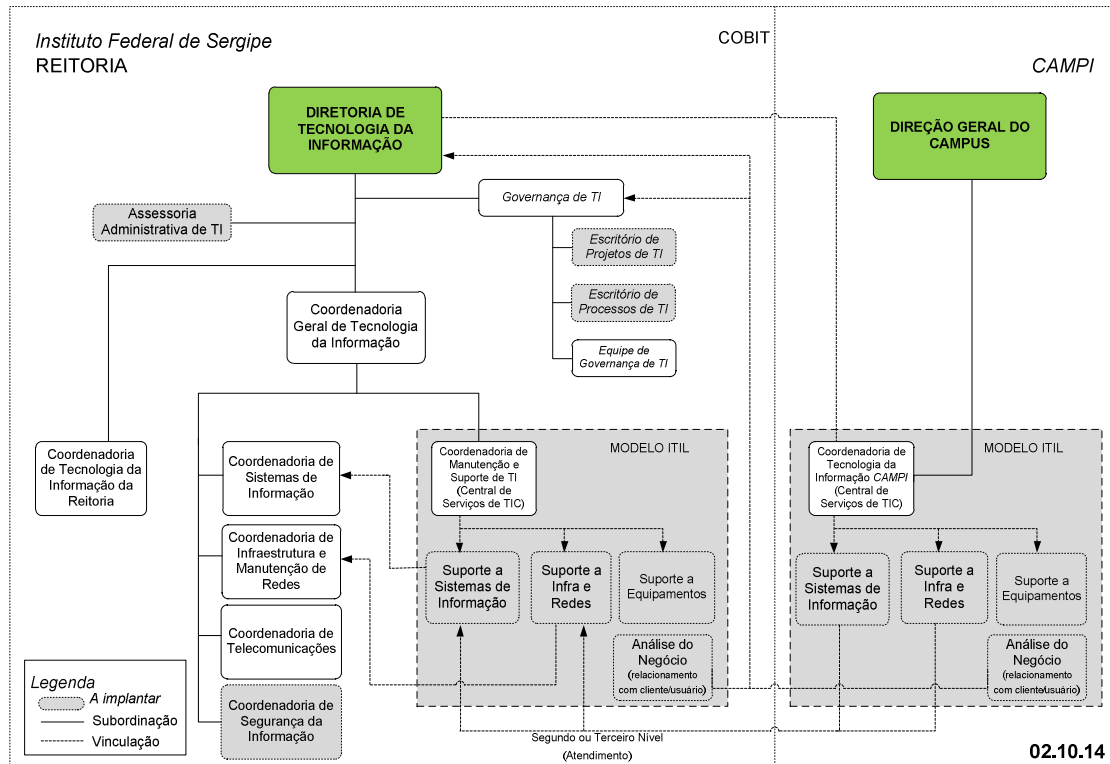 Instituto Federal de Sergipe
REITORIA
COBIT
CAMPI
DIRETORIA DE
TECNOLOGIA DA
INFORMAÇÃO
DIREÇÃO GERAL DO
CAMPUS
Assessoria
Administrativa de TI
Governança de TI
Escritório de
Projetos de TI
Escritório de
Processos de TI
Equipe de
Governança de TI
Coordenadoria
Geral de Tecnologia
da Informação
Coordenadoria
de Tecnologia da
Informação da
Reitoria
Coordenadoria de
Sistemas de
Informação
Coordenadoria de
Infraestrutura e
Manutenção de
Redes
Coordenadoria de
Telecomunicações
Coordenadoria de
Segurança da
Informação
MODELO ITIL
Coordenadoria de
Manutenção e
Suporte de TI
(Central de
Serviços de TIC)
Suporte a
Sistemas de
Informação
Suporte a
Infra e
Redes
Suporte a
Equipamentos
Análise do
Negócio
(relacionamento
com cliente/usuário)
MODELO ITIL
Coordenadoria de
Tecnologia da
Informação CAMPI
(Central de
Serviços de TIC)
Suporte a
Sistemas de
Informação
Suporte a
Infra e
Redes
Suporte a
Equipamentos
Análise do
Negócio
(relacionamento
com cliente/usuário)
Segundo ou Terceiro Nível
(Atendimento)
Legenda
A implantar
Subordinação
Vinculação
02.10.14